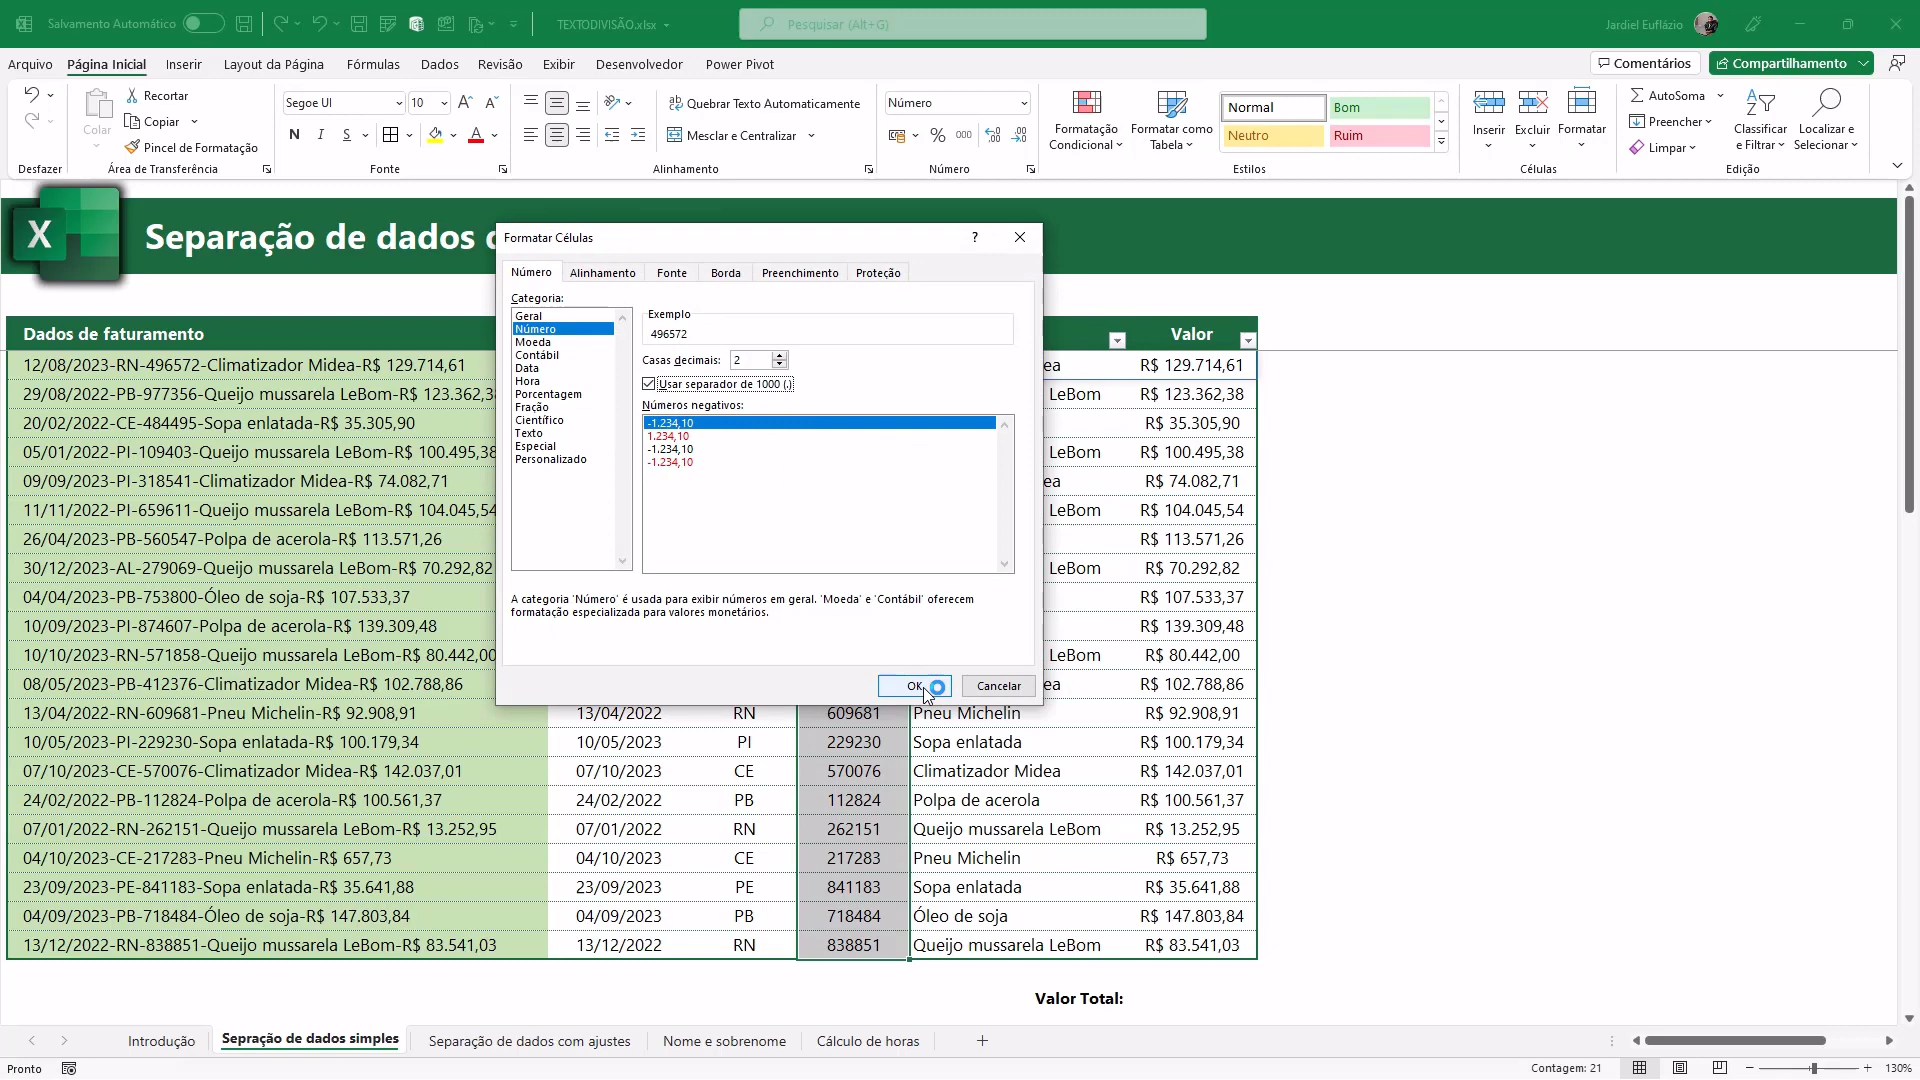 Salvamento Automático
TEXTODIVISÃO.xlsx
Pesquisar (Alt+G)
Jardiel Euflázio
Arquivo Página Inicial Inserir Layout da Página Fórmulas Dados Revisão Exibir Desenvolvedor Power Pivot
Comentários
Compartilhamento
Desfazer
Colar
Recortar
Copiar
Pincel de Formatação
Área de Transferência
Segoe UI
10
N I S
Fonte
Quebrar Texto Automaticamente
Mesclar e Centralizar
Alinhamento
Número
% 000
Número
Formatação
Condicional
Formatar como
Tabela
Normal Bom
Neutro Ruim
Estilos
Inserir Excluir Formatar
Células
AutoSoma
Preencher
Limpar
Classificar
e Filtrar
Localizar e
Selecionar
Edição
X
Separação de dados
Formatar Células
?
Número Alinhamento Fonte Borda Preenchimento Proteção
Categoria:
Geral
Número
Moeda
Contábil
Data
Hora
Porcentagem
Fração
Científico
Texto
Especial
Personalizado
Exemplo
496572
Casas decimais: 2
Usar separador de 1000 (.)
Números negativos:
-1.234,10
1.234,10
-1.234,10
-1.234,10
A categoria 'Número' é usada para exibir números em geral. 'Moeda' e 'Contábil' oferecem
formatação especializada para valores monetários.
OK Cancelar
Dados de faturamento Valor
12/08/2023-RN-496572-Climatizador Midea-R$ 129.714,61 ea R$ 129.714,61
29/08/2022-PB-977356-Queijo mussarela LeBom-R$ 123.362,3 LeBom R$ 123.362,38
20/02/2022-CE-484495-Sopa enlatada-R$ 35.305,90 R$ 35.305,90
05/01/2022-PI-109403-Queijo mussarela LeBom-R$ 100.495,38 LeBom R$ 100.495,38
09/09/2023-PI-318541-Climatizador Midea-R$ 74.082,71 ea R$ 74.082,71
11/11/2022-PI-659611-Queijo mussarela LeBom-R$ 104.045,54 LeBom R$ 104.045,54
26/04/2023-PB-560547-Polpa de acerola-R$ 113.571,26 R$ 113.571,26
30/12/2023-AL-279069-Queijo mussarela LeBom-R$ 70.292,82 LeBom R$ 70.292,82
04/04/2023-PB-753800-Óleo de soja-R$ 107.533,37 R$ 107.533,37
10/09/2023-PI-874607-Polpa de acerola-R$ 139.309,48 R$ 139.309,48
10/10/2023-RN-571858-Queijo mussarela LeBom-R$ 80.442,00 LeBom R$ 80.442,00
08/05/2023-PB-412376-Climatizador Midea-R$ 102.788,86 ea R$ 102.788,86
13/04/2022-RN-609681-Pneu Michelin-R$ 92.908,91 13/04/2022 RN 609681 Pneu Michelin R$ 92.908,91
10/05/2023-PI-229230-Sopa enlatada-R$ 100.179,34 10/05/2023 PI 229230 Sopa enlatada R$ 100.179,34
07/10/2023-CE-570076-Climatizador Midea-R$ 142.037,01 07/10/2023 CE 570076 Climatizador Midea R$ 142.037,01
24/02/2022-PB-112824-Polpa de acerola-R$ 100.561,37 24/02/2022 PB 112824 Polpa de acerola R$ 100.561,37
07/01/2022-RN-262151-Queijo mussarela LeBom-R$ 13.252,95 07/01/2022 RN 262151 Queijo mussarela LeBom R$ 13.252,95
04/10/2023-CE-217283-Pneu Michelin-R$ 657,73 04/10/2023 CE 217283 Pneu Michelin R$ 657,73
23/09/2023-PE-841183-Sopa enlatada-R$ 35.641,88 23/09/2023 PE 841183 Sopa enlatada R$ 35.641,88
04/09/2023-PB-718484-Óleo de soja-R$ 147.803,84 04/09/2023 PB 718484 Óleo de soja R$ 147.803,84
13/12/2022-RN-838851-Queijo mussarela LeBom-R$ 83.541,03 13/12/2022 RN 838851 Queijo mussarela LeBom R$ 83.541,03
Valor Total:
Introdução Sepração de dados simples Separação de dados com ajustes Nome e sobrenome Cálculo de horas
Pronto
Contagem: 21
130%